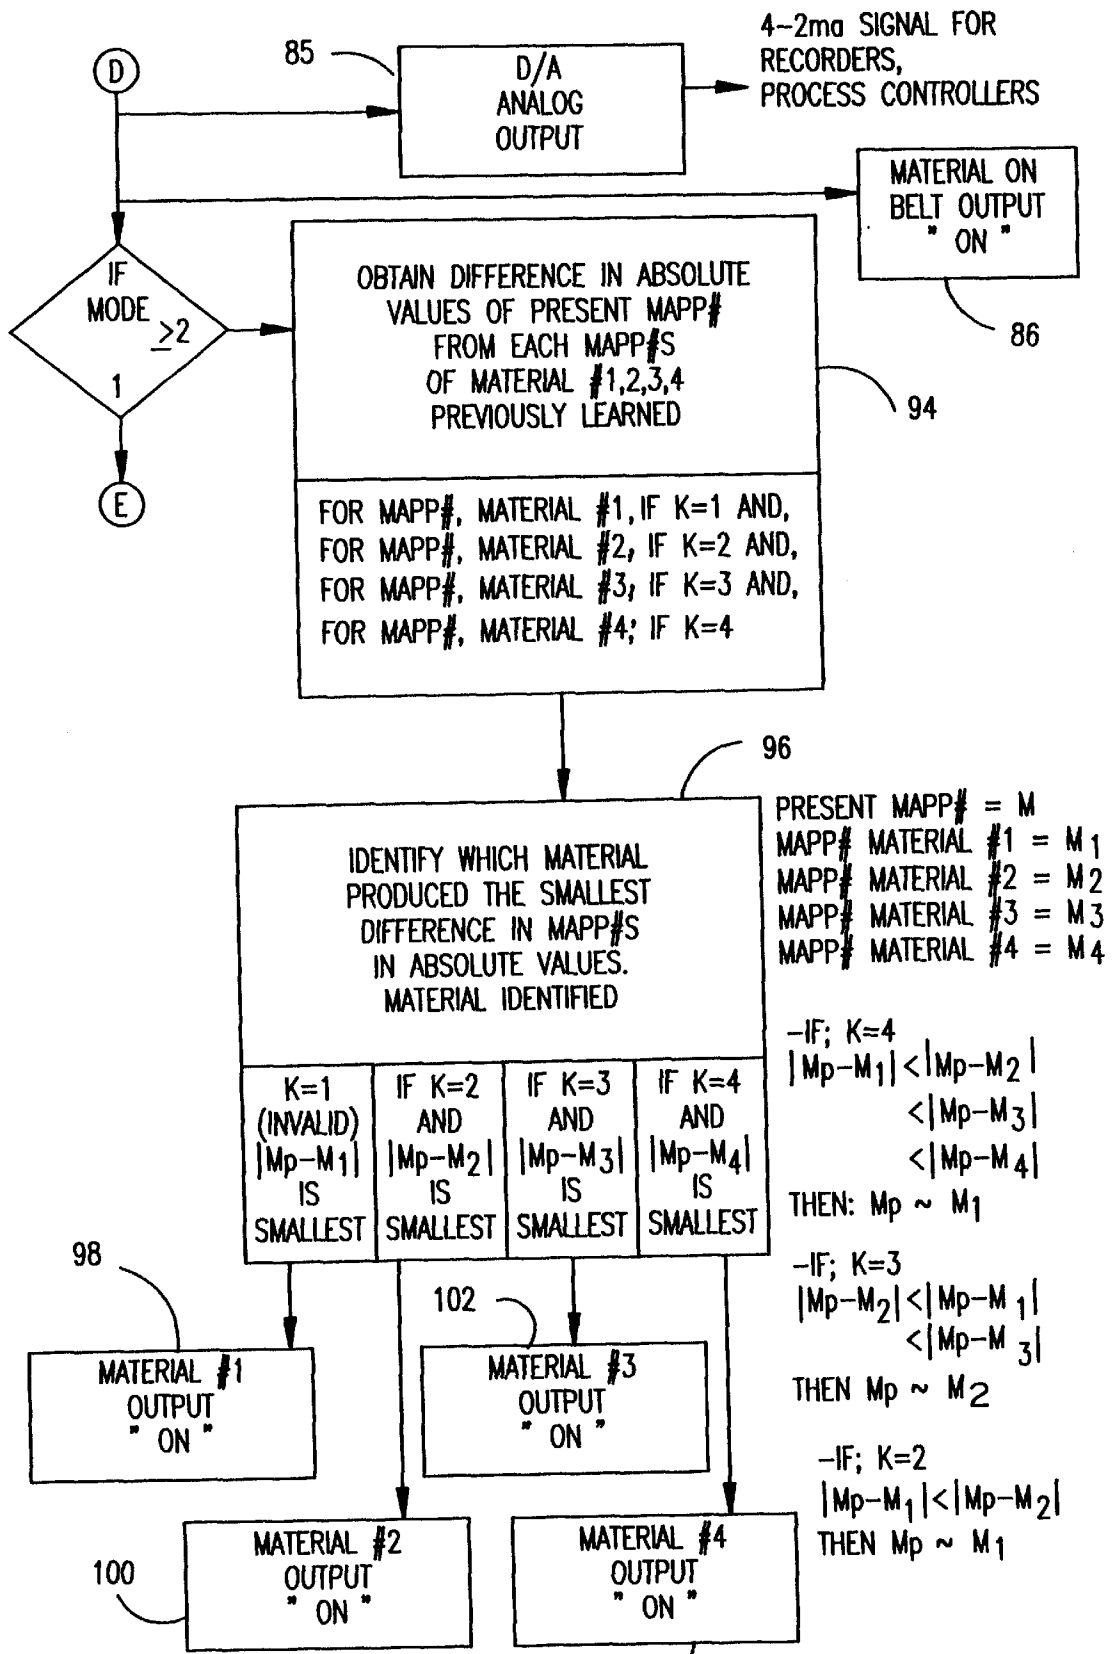 D
85
D/A
ANALOG
OUTPUT
4-2ma SIGNAL FOR
RECORDERS,
PROCESS CONTROLLERS
MATERIAL ON
BELT OUTPUT
" ON "
86
IF
MODE
≥2
1
E
OBTAIN DIFFERENCE IN ABSOLUTE
VALUES OF PRESENT MAPP#
FROM EACH MAPP#S
OF MATERIAL #1,2,3,4
PREVIOUSLY LEARNED
94
FOR MAPP#, MATERIAL #1, IF K=1 AND,
FOR MAPP#, MATERIAL #2, IF K=2 AND,
FOR MAPP#, MATERIAL #3, IF K=3 AND,
FOR MAPP#, MATERIAL #4; IF K=4
96
IDENTIFY WHICH MATERIAL
PRODUCED THE SMALLEST
DIFFERENCE IN MAPP#S
IN ABSOLUTE VALUES.
MATERIAL IDENTIFIED
K=1
(INVALID)
|Mp-M1|
IS
SMALLEST
IF K=2
AND
|Mp-M2|
IS
SMALLEST
IF K=3
AND
|Mp-M3|
IS
SMALLEST
IF K=4
AND
|Mp-M4|
IS
SMALLEST
PRESENT MAPP# = M
MAPP# MATERIAL #1 = M1
MAPP# MATERIAL #2 = M2
MAPP# MATERIAL #3 = M3
MAPP# MATERIAL #4 = M4
-IF; K=4
|Mp-M1|<|Mp-M2|
<|Mp-M3|
<|Mp-M4|
THEN: Mp ~ M1
-IF; K=3
|Mp-M2|<|Mp-M1|
<|Mp-M3|
THEN Mp ~ M2
-IF; K=2
|Mp-M1|<|Mp-M2|
THEN Mp ~ M1
98
MATERIAL #1
OUTPUT
" ON "
102
MATERIAL #3
OUTPUT
" ON "
100
MATERIAL #2
OUTPUT
" ON "
MATERIAL #4
OUTPUT
" ON "